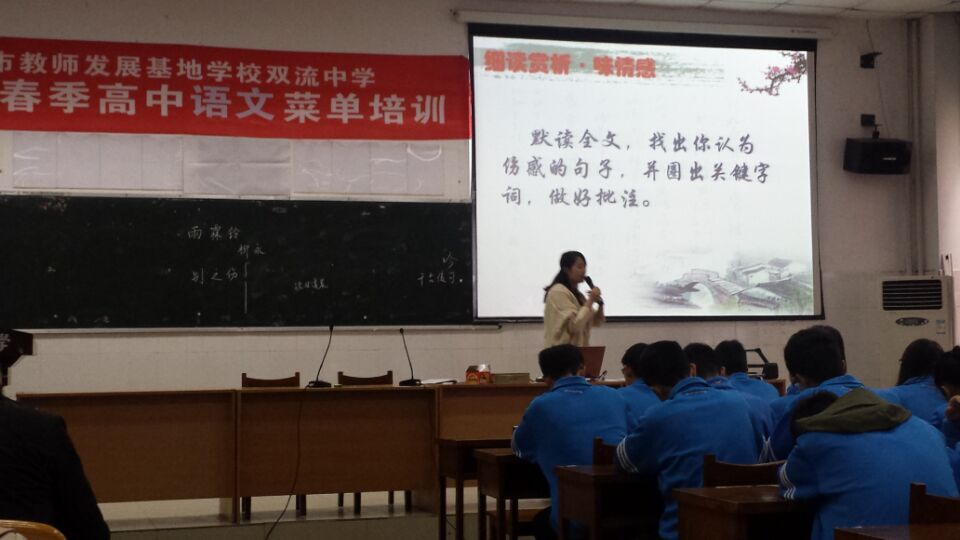 市教师发展基地学校双流中学
春季高中语文菜单培训
细读赏析·味情感
默读全文，找出你认为
伤感的句子，并圈出关键字
词，做好批注。
雨霖铃
柳永
别之伤